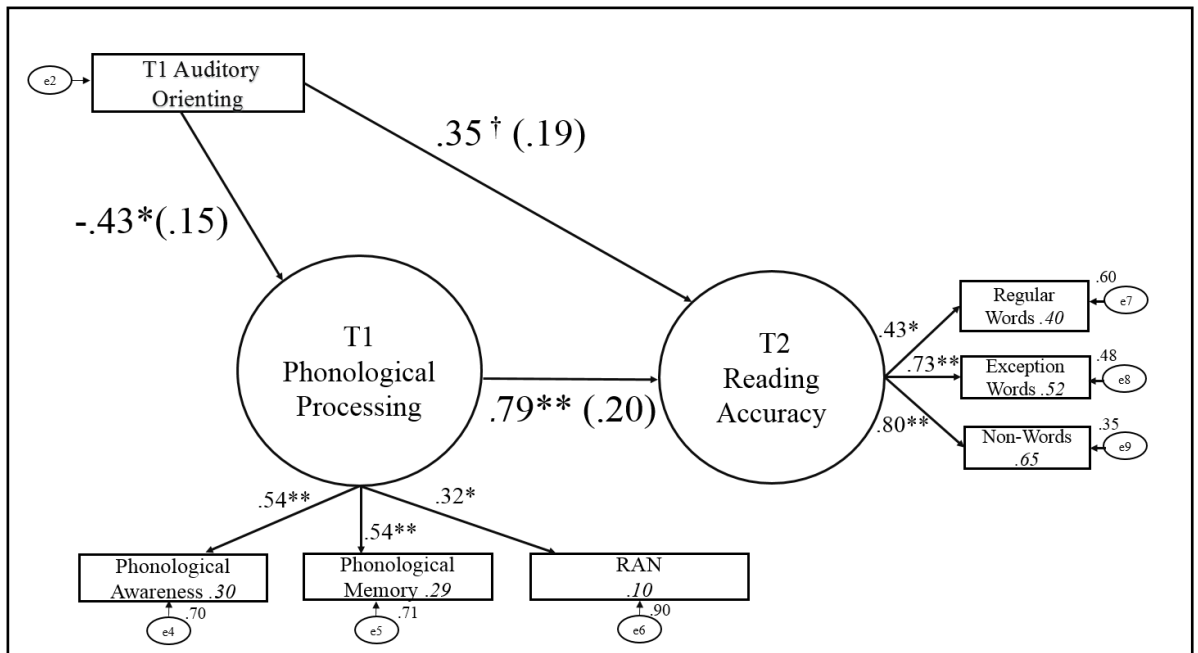 e2
T1 Auditory
Orienting
.35 † (.19)
-.43*(.15)
T1
Phonological
Processing
.79** (.20)
T2
Reading
Accuracy
.43*
.73**
.80**
Regular
Words .40
.60
e7
Exception
Words .52
.48
e8
Non-Words
.65
.35
e9
.54**
.54**
.32*
Phonological
Awareness .30
Phonological
Memory .29
RAN
.10
.70
e4
.71
e5
.90
e6